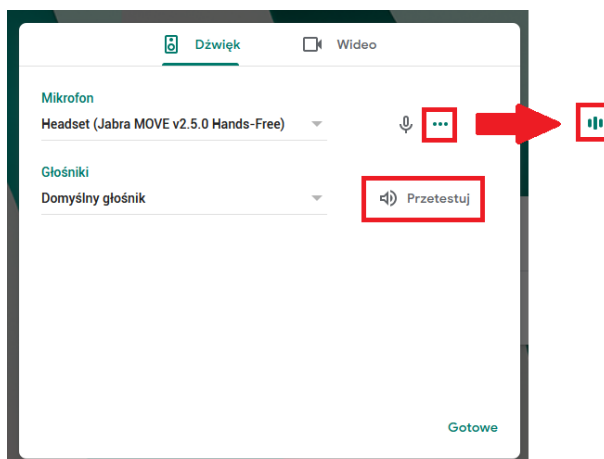 Dźwięk
Wideo
Mikrofon
Headset (Jabra MOVE v2.5.0 Hands-Free)
Głośniki
Domyślny głośnik
Przetestuj
Gotowe